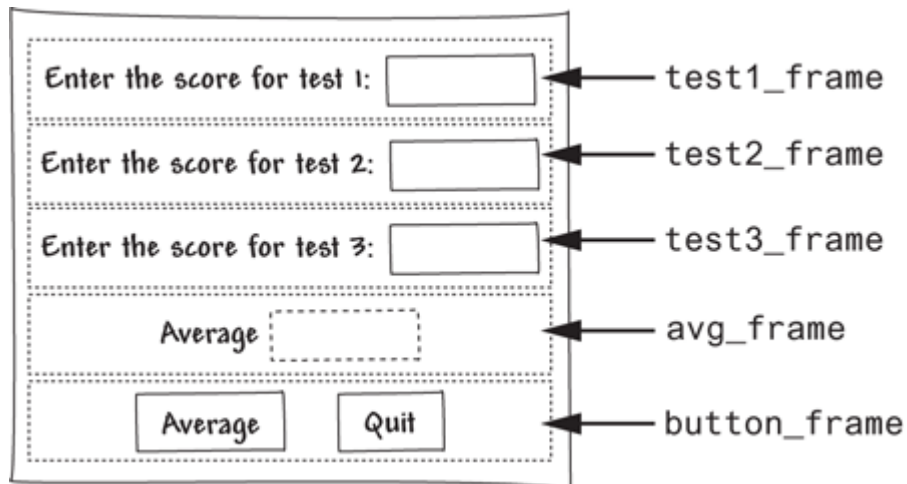 Enter the score for test 1: test1_frame
Enter the score for test 2: test2_frame
Enter the score for test 3: test3_frame
Average avg_frame
Average Quit button_frame